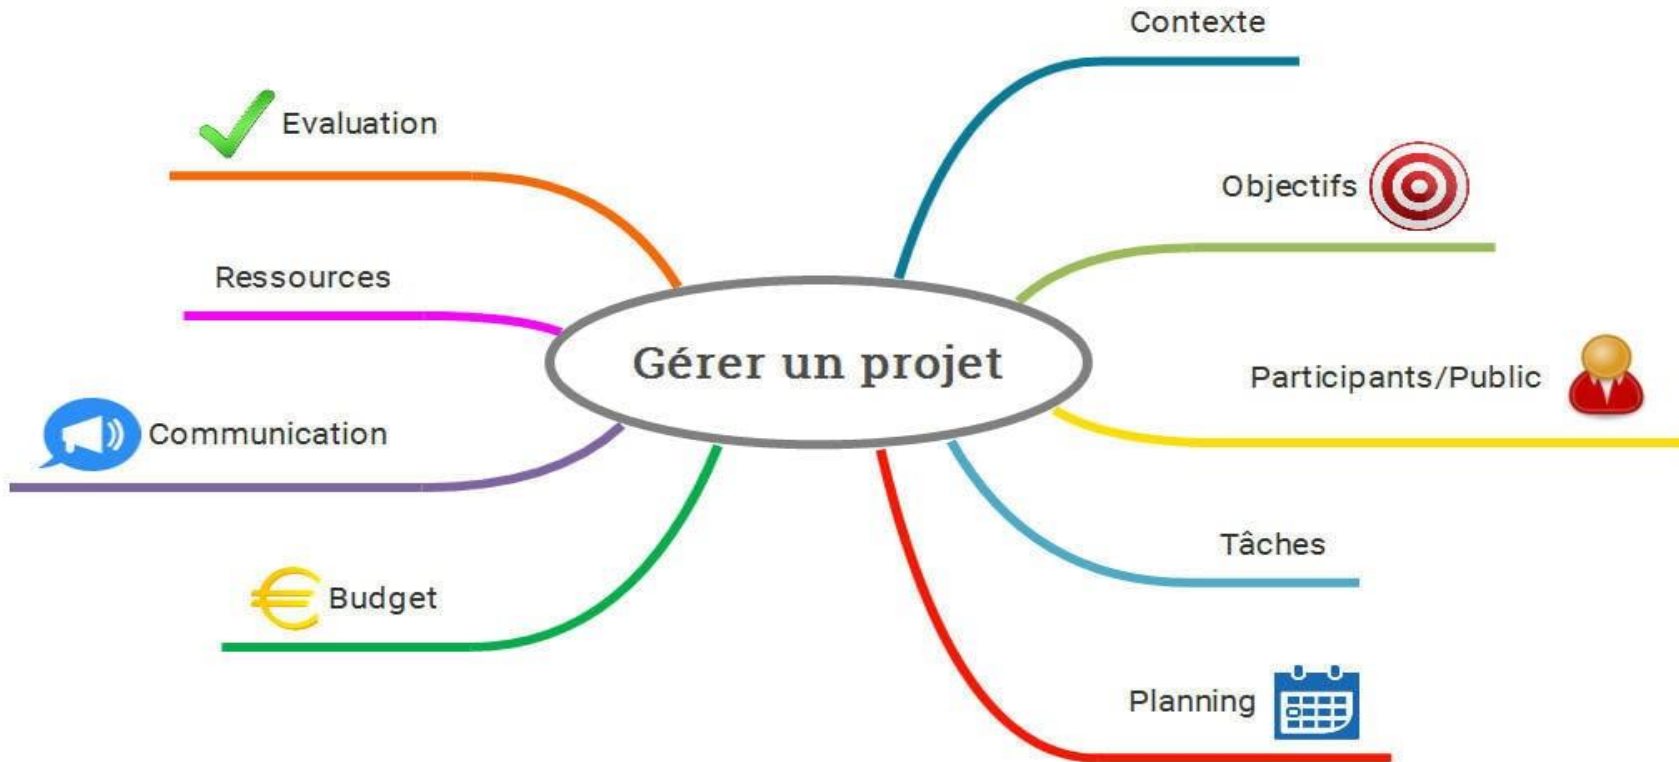 Contexte
Evaluation
Objectifs
Ressources
Gérer un projet
Participants/Public
Communication
Tâches
Budget
Planning